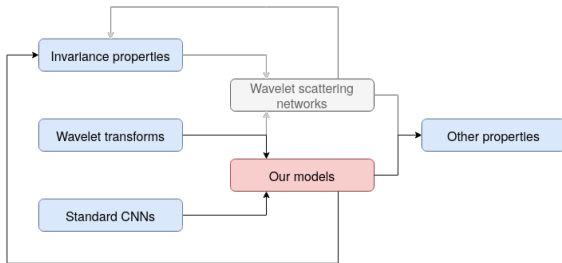 Invariance properties
Wavelet scattering
networks
Wavelet transforms
Other properties
Our models
Standard CNNs